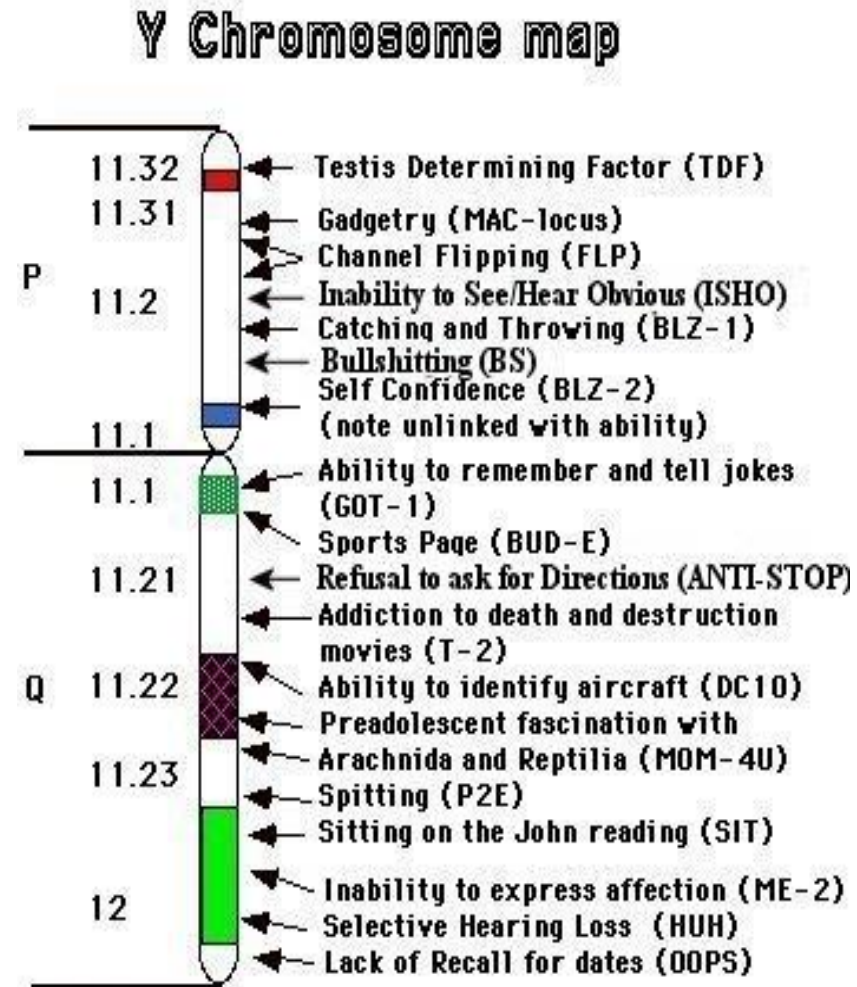 Y Chromosome map
11.32
Testis Determining Factor (TDF)
11.31
Gadgetry (MAC-locus)
Channel Flipping (FLP)
P
11.2
Inability to See/Hear Obvious (ISHO)
Catching and Throwing (BLZ-1)
Bullshitting (BS)
Self Confidence (BLZ-2)
(note unlinked with ability)
11.1
11.1
Ability to remember and tell jokes
(GOT-1)
Sports Page (BUD-E)
11.21
Refusal to ask for Directions (ANTI-STOP)
Addiction to death and destruction
movies (T-2)
Q
11.22
Ability to identify aircraft (DC10)
Preadolescent fascination with
Arachnida and Reptilia (MOM-4U)
11.23
Spitting (P2E)
Sitting on the John reading (SIT)
Inability to express affection (ME-2)
12
Selective Hearing Loss (HUH)
Lack of Recall for dates (OOPS)